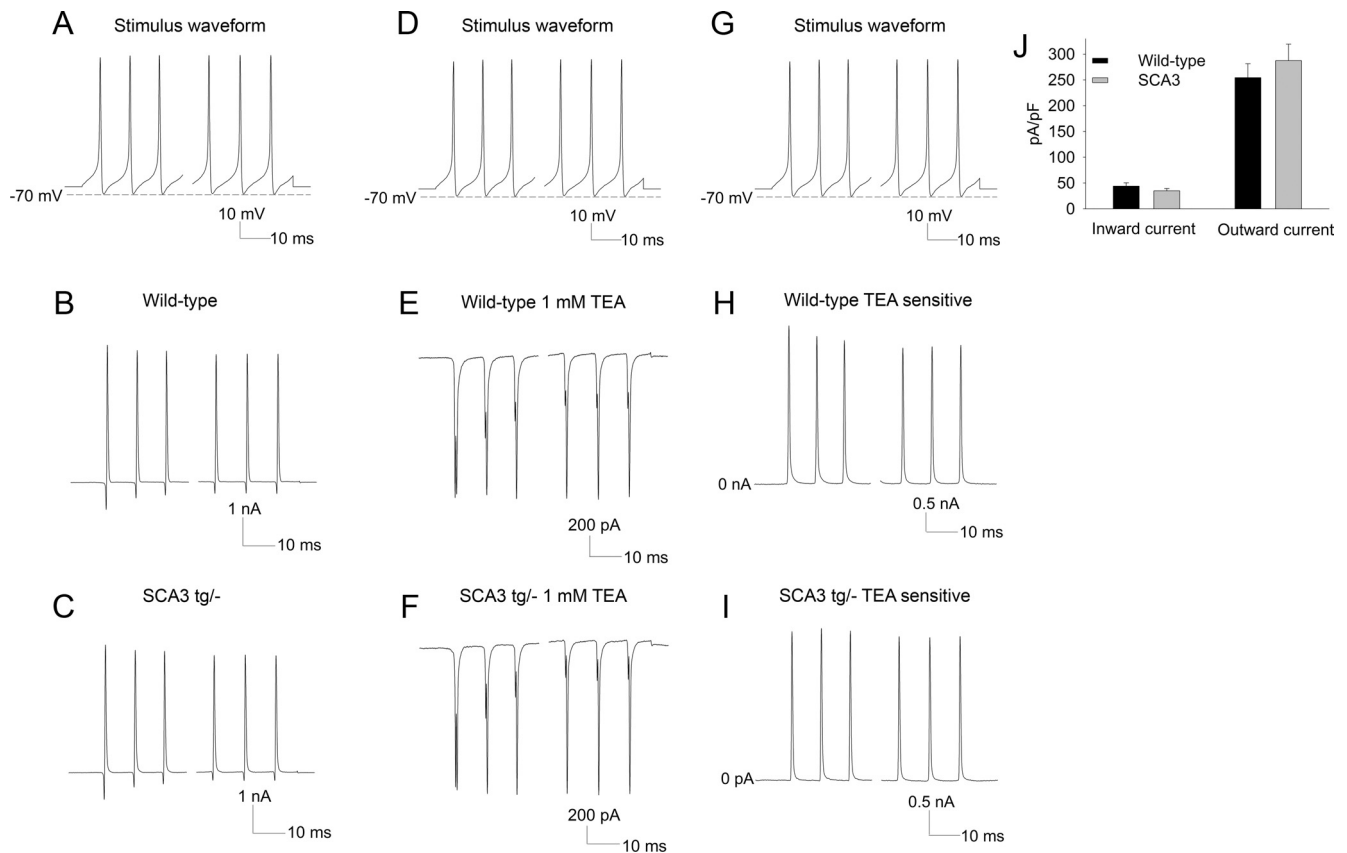 A
Stimulus waveform
-70 mV
10 mV
10 ms
B
Wild-type
1 nA
10 ms
C
SCA3 tg/-
1 nA
10 ms
D
Stimulus waveform
-70 mV
10 mV
10 ms
E
Wild-type 1 mM TEA
200 pA
10 ms
F
SCA3 tg/- 1 mM TEA
200 pA
10 ms
G
Stimulus waveform
-70 mV
10 mV
10 ms
H
Wild-type TEA sensitive
0 nA
0.5 nA
10 ms
I
SCA3 tg/- TEA sensitive
0 pA
0.5 nA
10 ms
J
Wild-type
SCA3
pA/pF
300
250
200
150
100
50
0
Inward current
Outward current